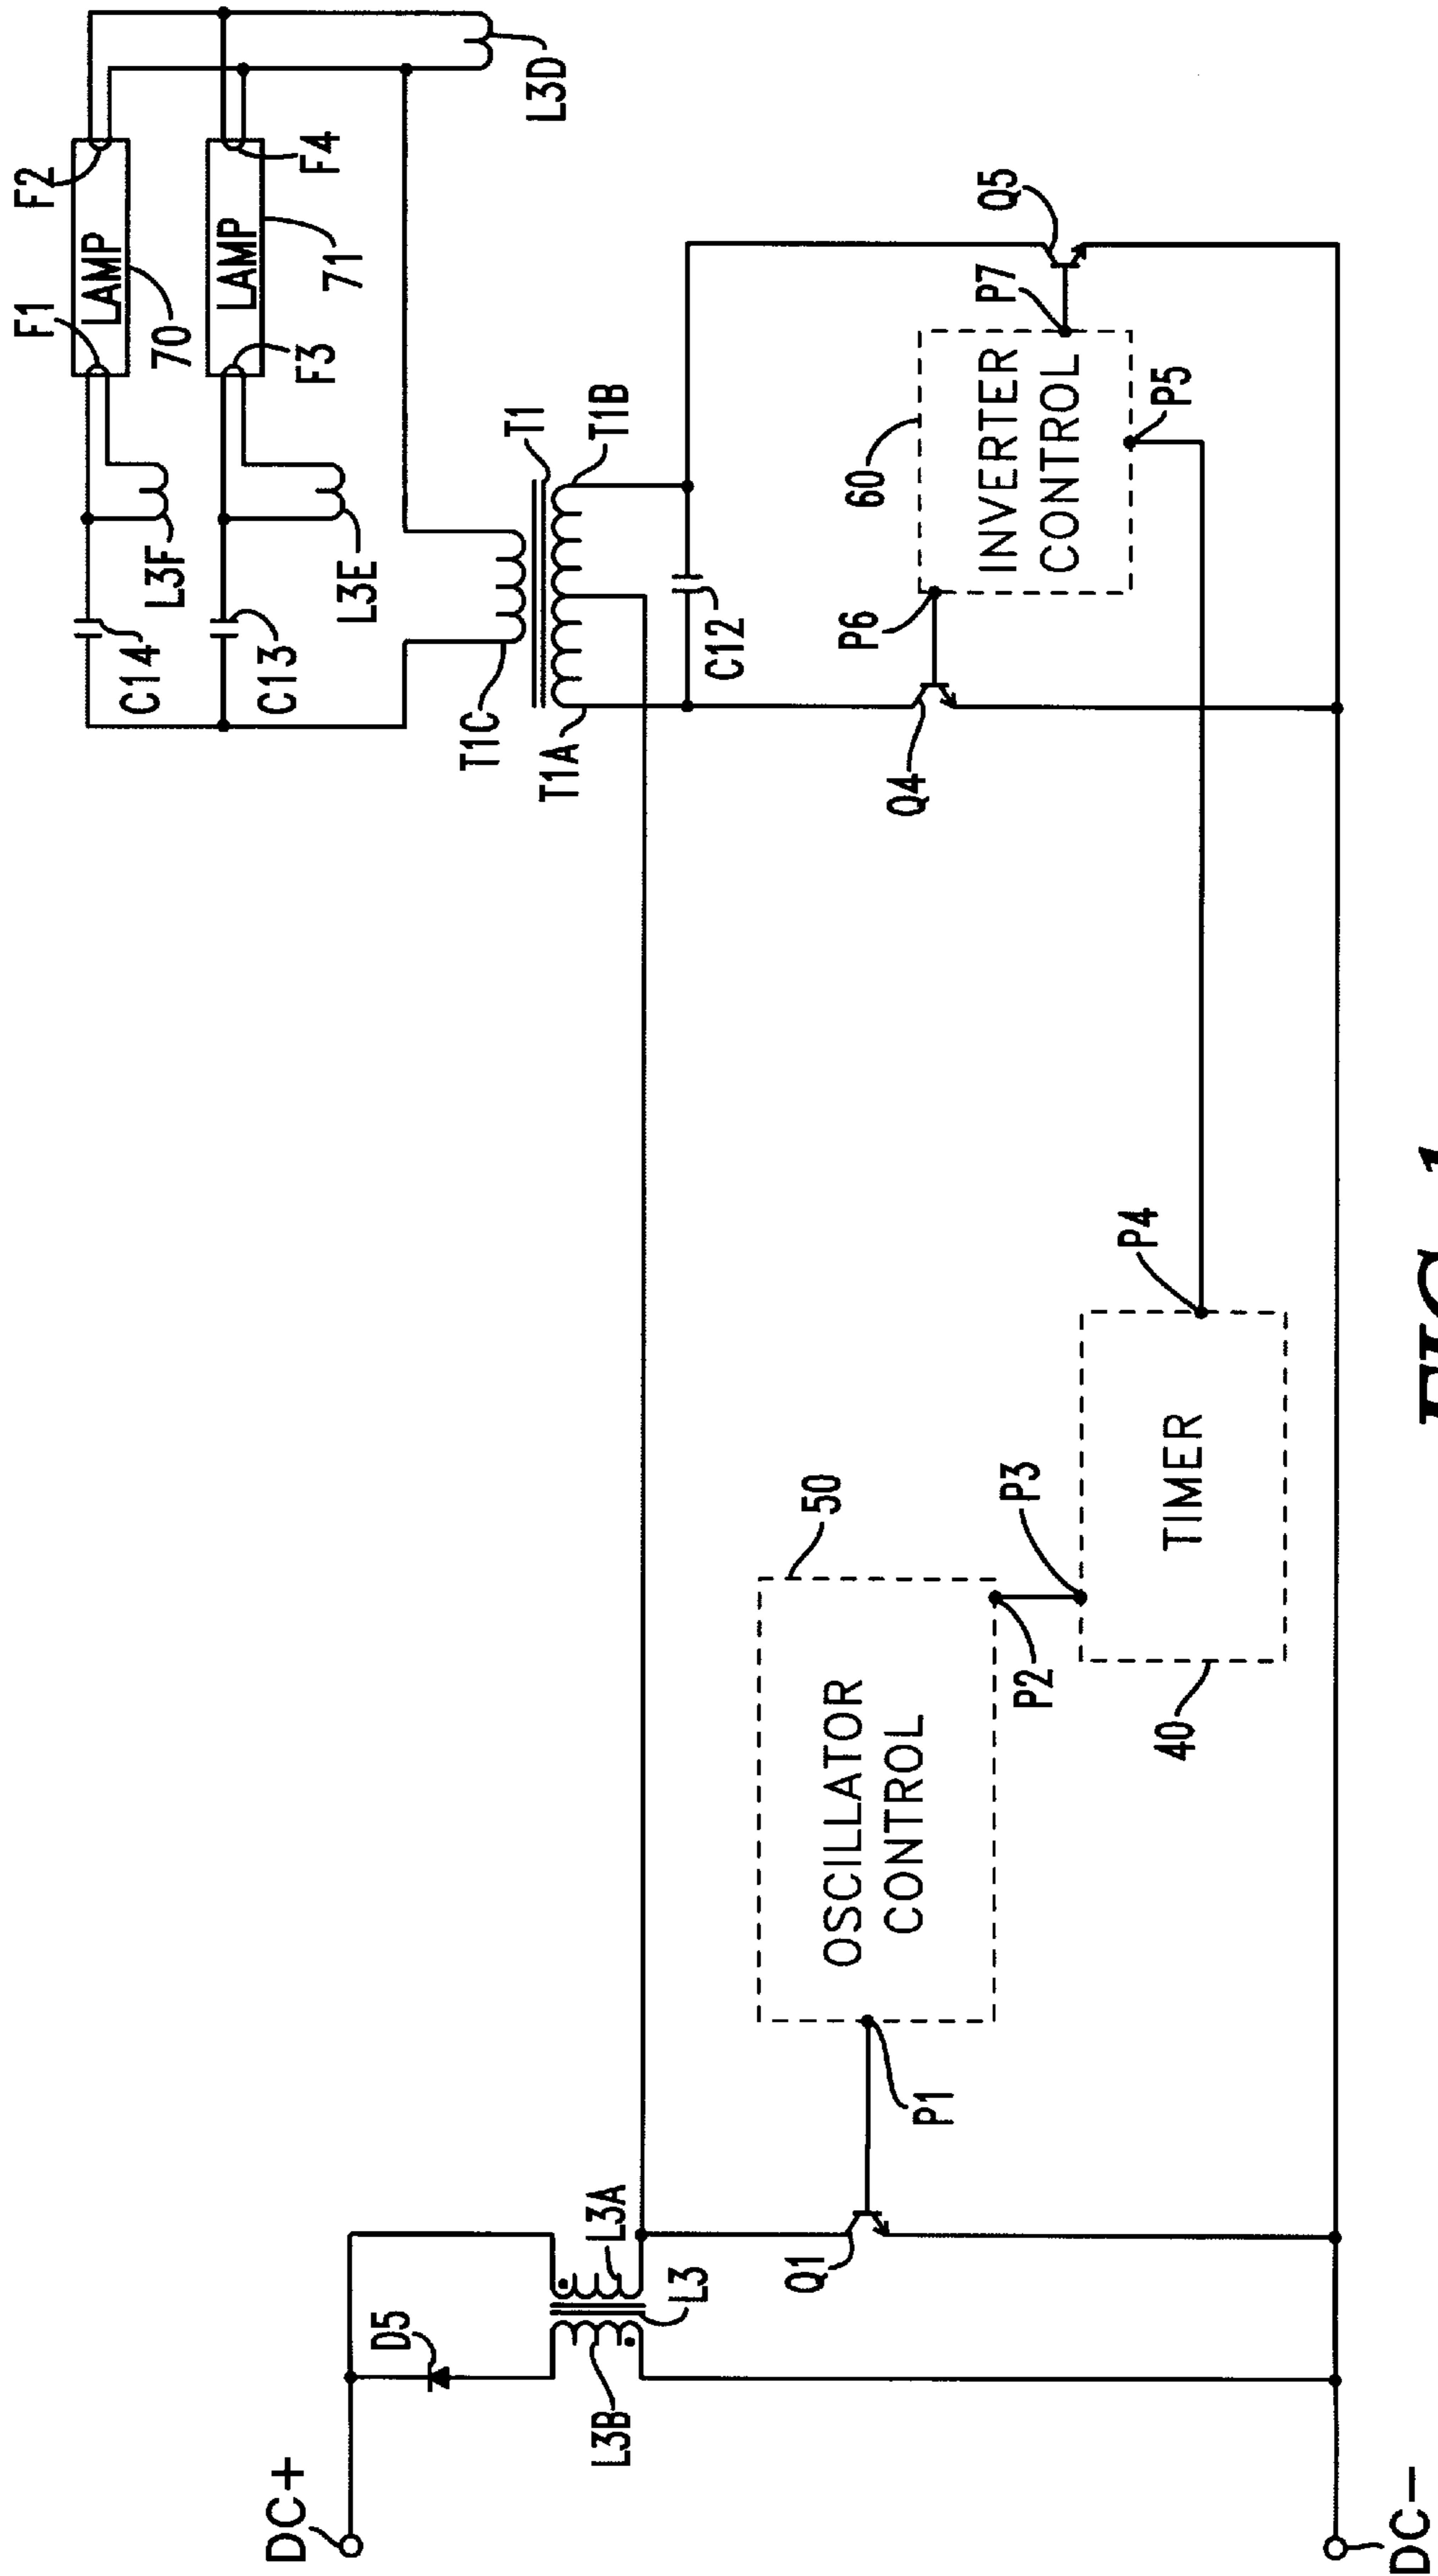 F1
F2
LAMP
70
LAMP
F3
F4
71
L3D
C14
L3F
C13
L3E
T1C
T1
T1A
T1B
C12
Q4
P6
60
INVERTER
CONTROL
P7
Q5
P5
DC+
D5
L3B
L3A
L3
Q1
P1
OSCILLATOR
CONTROL
50
P2
P3
TIMER
40
P4
DC−
FIG. 1